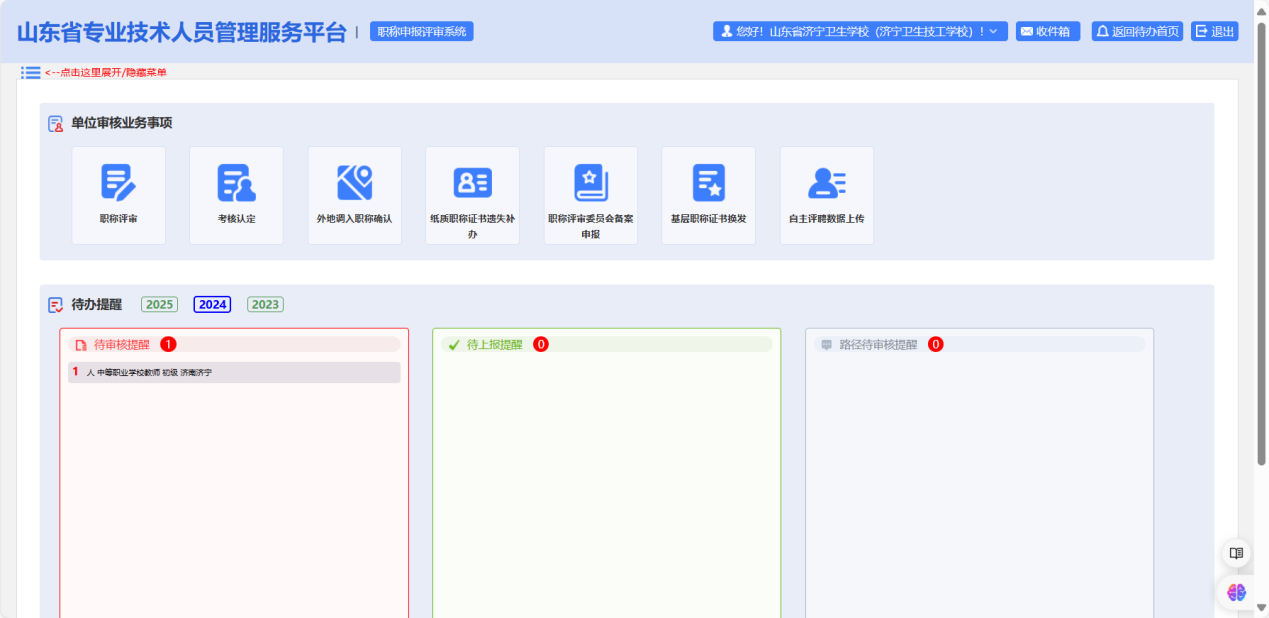 山东省专业技术人员管理服务平台 | 职称申报评审系统 您好！山东省济宁卫生学校（济宁卫生技工学校）！ 收件箱 返回待办首页 退出
<--点击这里展开/隐藏菜单
单位审核业务事项
职称评审
考核认定
外地调入职称确认
纸质职称证书遗失补
办
职称评审委员会备案
申报
基层职称证书换发
自主评聘数据上传
待办提醒 2025 2024 2023
待审核提醒 1
1 人 中等职业学校教师 初级 济南济宁
待上报提醒 0
路径待审核提醒 0